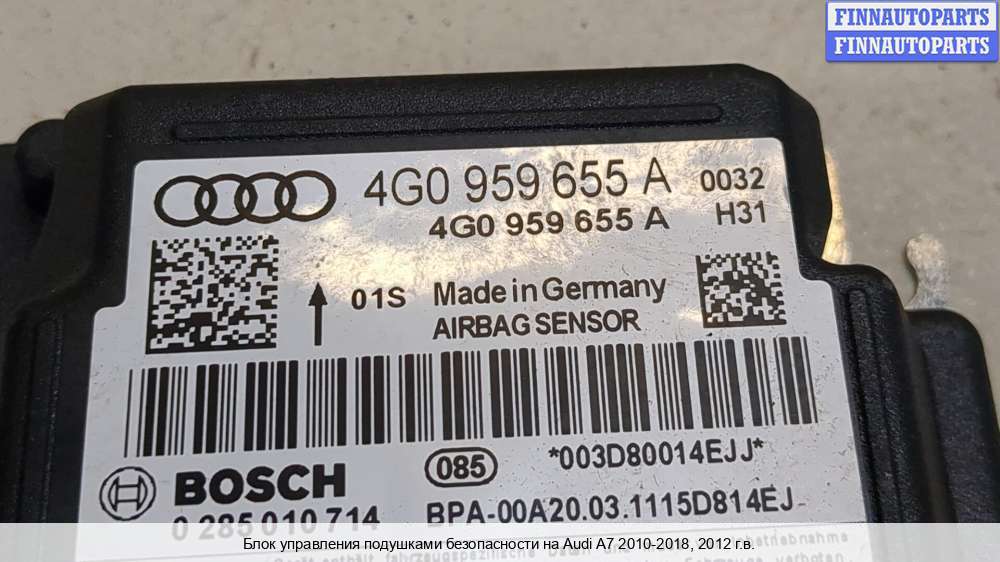 FINNAUTOPARTS
FINNAUTOPARTS
4G0 959 655 A 0032
4G0 959 655 A H31
01S Made in Germany
AIRBAG SENSOR
*003D80014EJJ*
BOSCH 085
0 285 010 714 BPA-00A20.03.1115D814EJ-
Блок управления подушками безопасности на Audi A7 2010-2018, 2012 г.в.